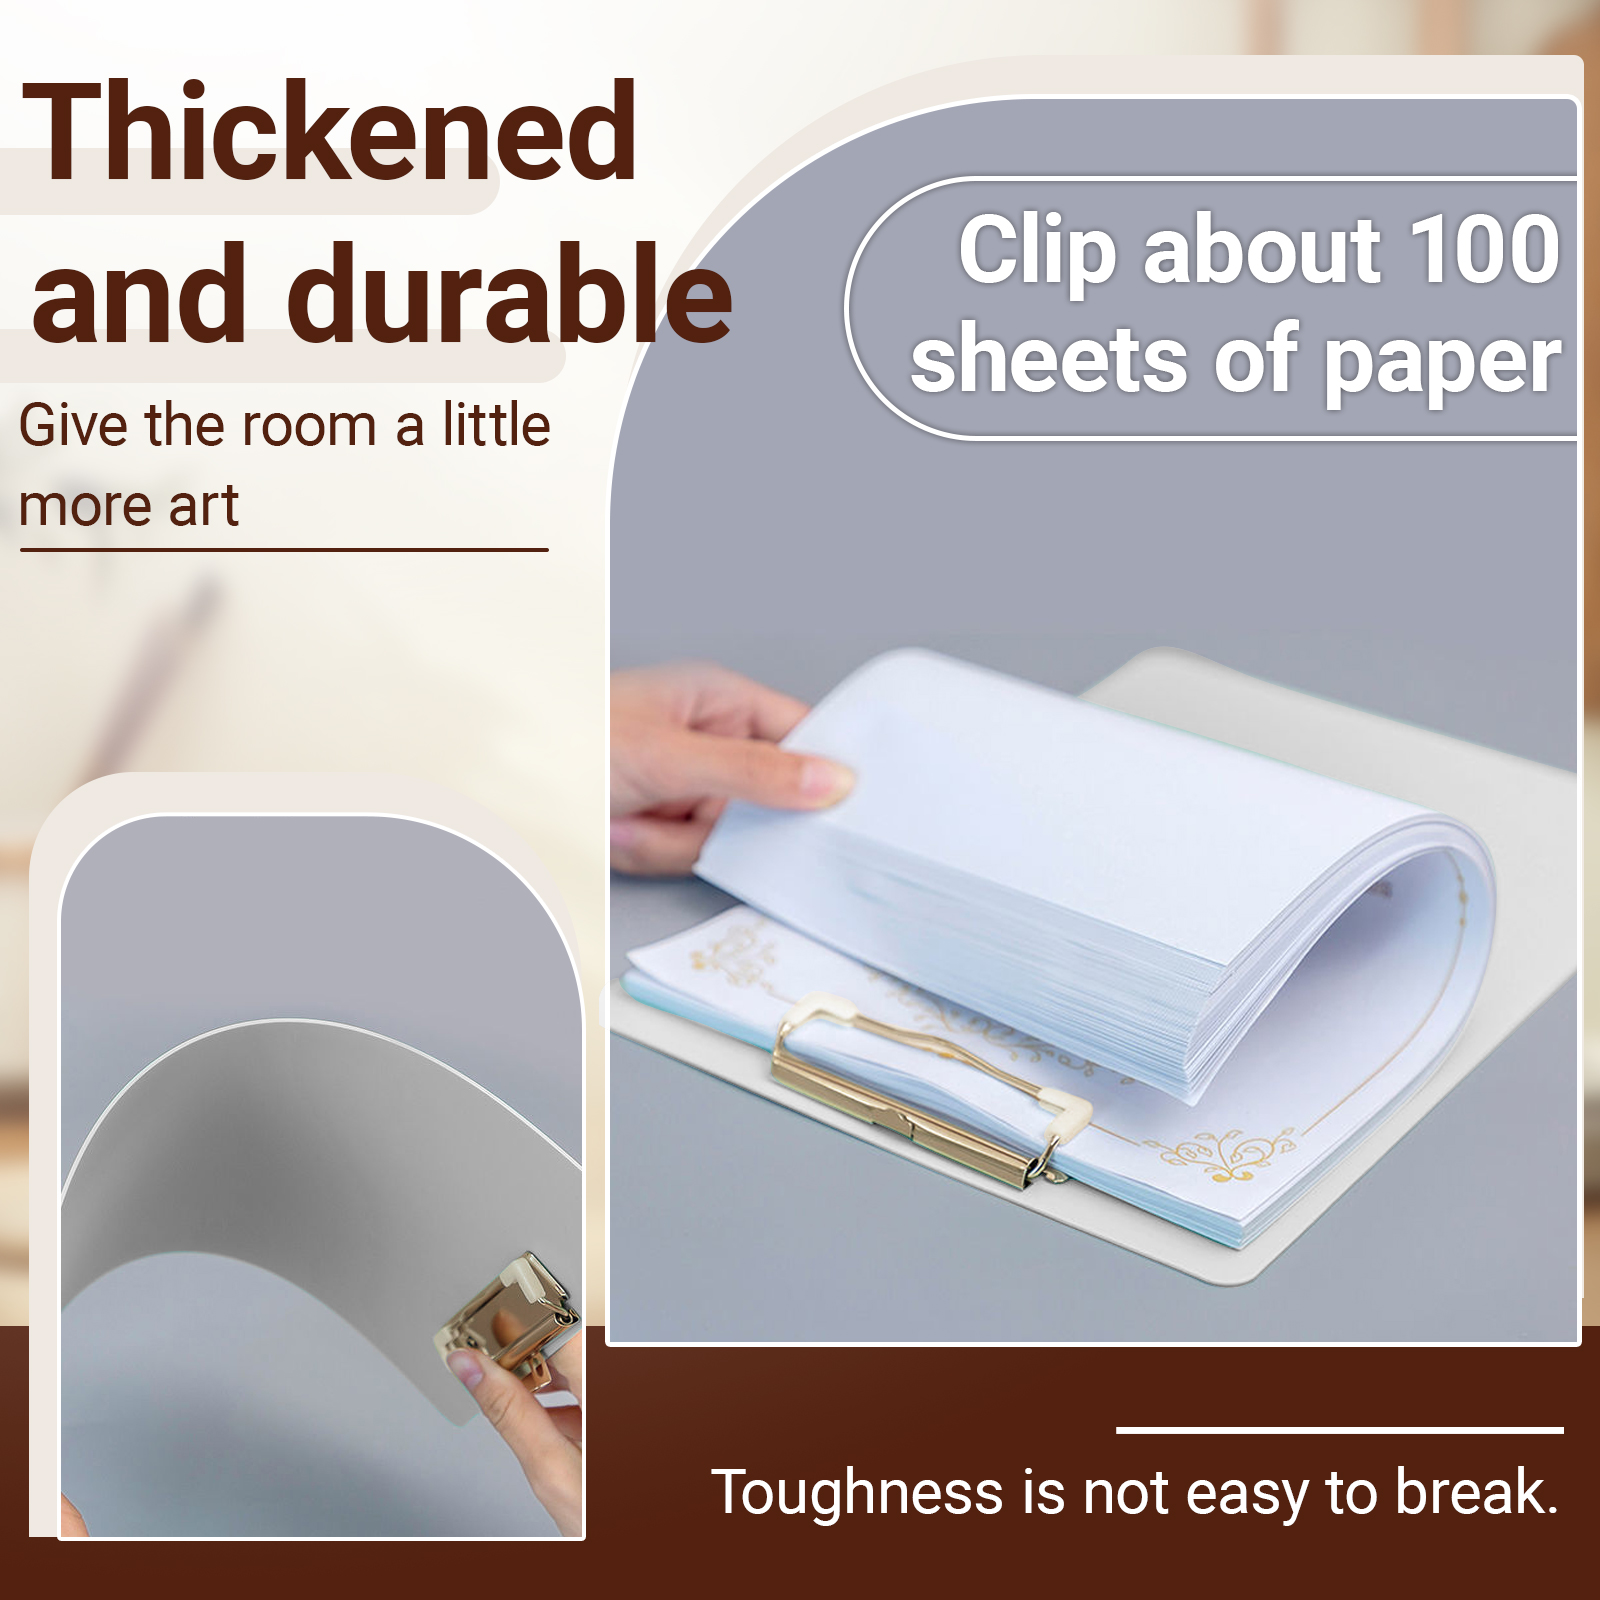 Thickened
and durable
Give the room a little
more art
Clip about 100
sheets of paper
Toughness is not easy to break.